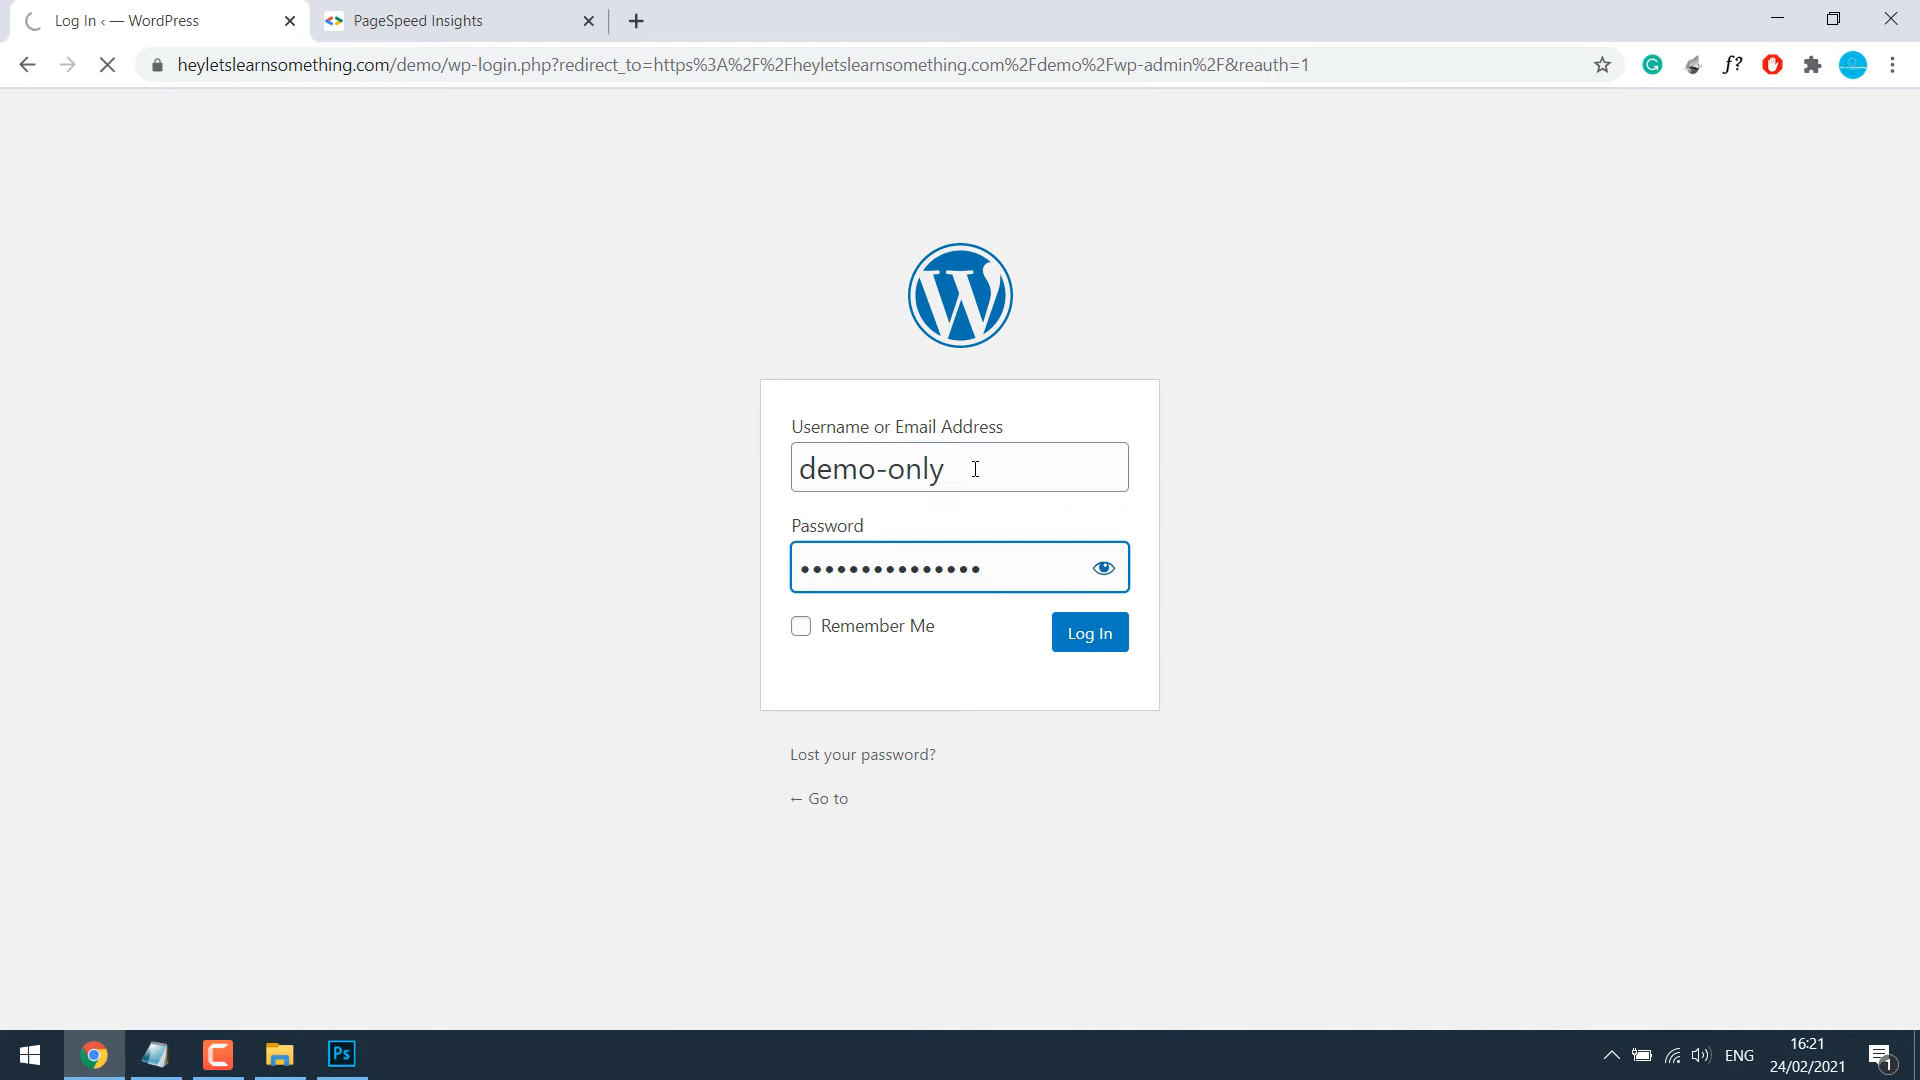 Log In ‹ — WordPress
PageSpeed Insights
heyletslearnsomething.com/demo/wp-login.php?redirect_to=https%3A%2F%2Fheyletslearnsomething.com%2Fdemo%2Fwp-admin%2F&reauth=1
f?
W
Username or Email Address
demo-only
Password
Remember Me
Log In
Lost your password?
← Go to
Ps
ENG
16:21
24/02/2021
1